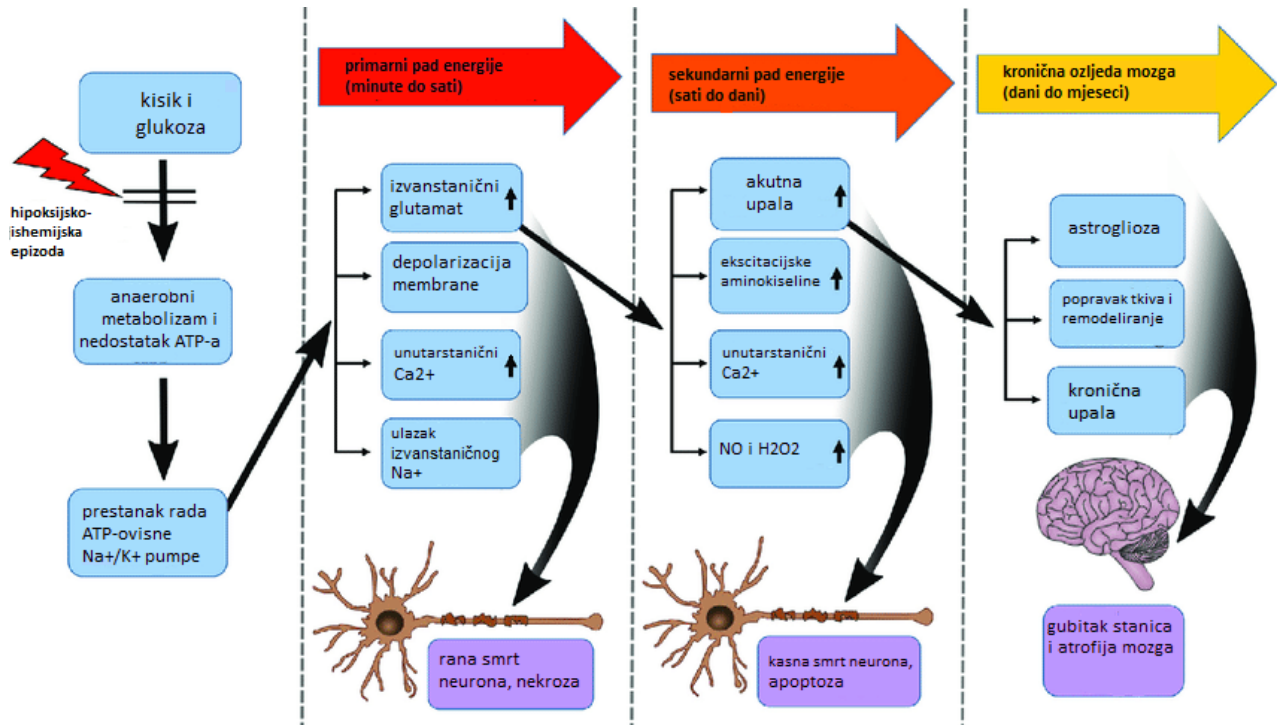 kisik i
glukoza
hipoksijsko-
ishemijska
epizoda
anaerobni
metabolizam i
nedostatak ATP-a
prestanak rada
ATP-ovisne
Na+/K+ pumpe
primarni pad energije
(minute do sati)
izvanstanični
glutamat
depolarizacija
membrane
unutarstanični
Ca2+
ulazak
izvanstaničnog
Na+
rana smrt
neurona, nekroza
sekundarni pad energije
(sati do dani)
akutna
upala
ekscitacijske
aminokiseline
unutarstanični
Ca2+
NO i H2O2
kasna smrt neurona,
apoptoza
kronična ozljeda mozga
(dani do mjeseci)
astroglioza
popravak tkiva i
remodeliranje
kronična
upala
gubitak stanica
i atrofija mozga